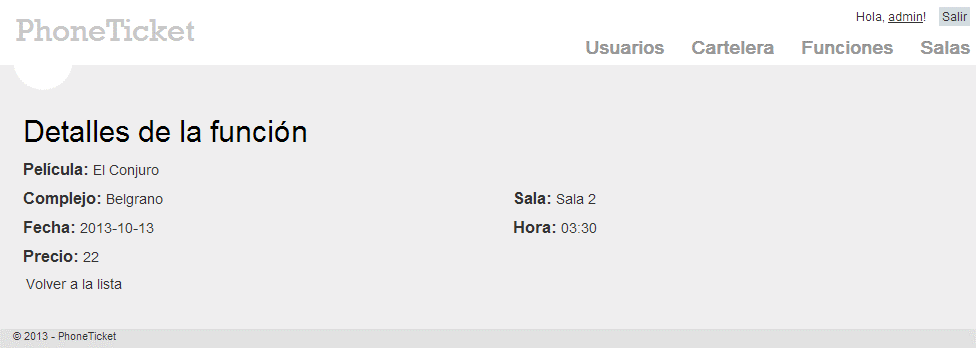 Hola, admin! Salir
PhoneTicket
Usuarios Cartelera Funciones Salas
Detalles de la función
Película: El Conjuro
Complejo: Belgrano Sala: Sala 2
Fecha: 2013-10-13 Hora: 03:30
Precio: 22
Volver a la lista
© 2013 - PhoneTicket